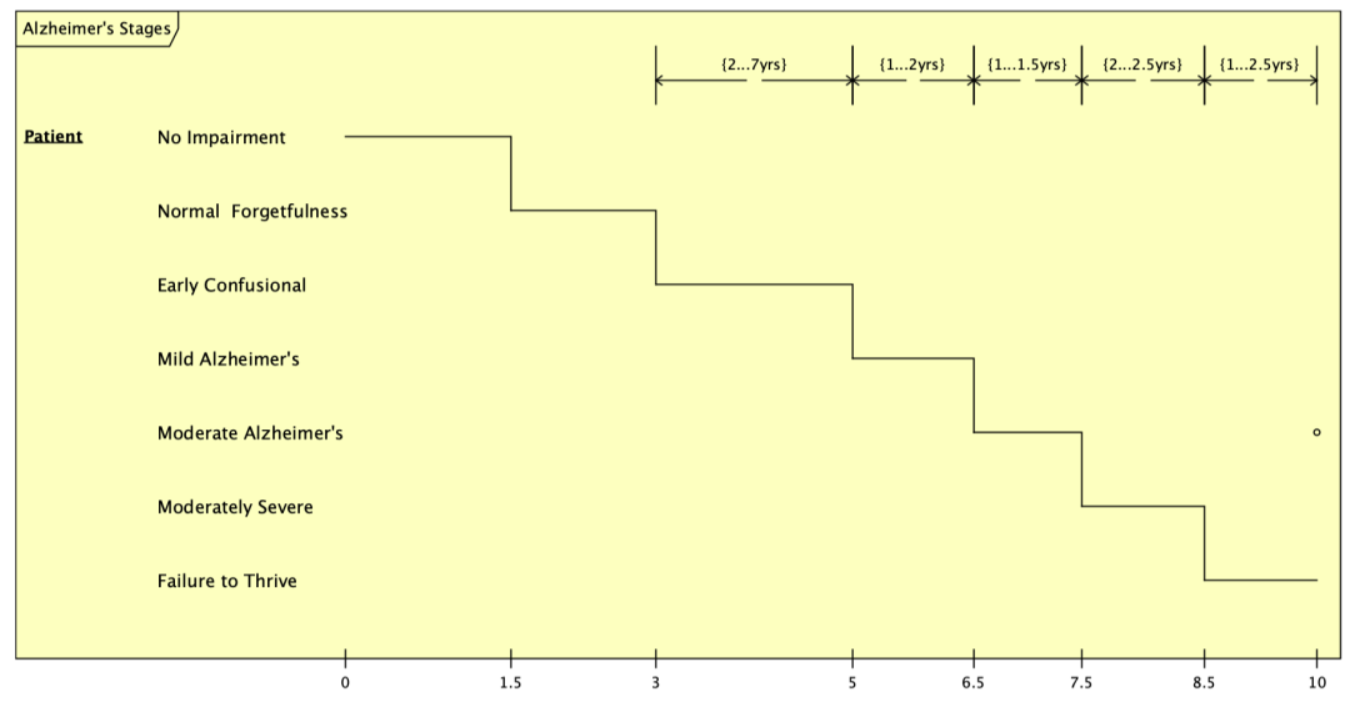 Alzheimer's Stages
{2...7yrs} {1...2yrs} {1...1.5yrs} {2...2.5yrs} {1...2.5yrs}
Patient No Impairment
Normal Forgetfulness
Early Confusional
Mild Alzheimer's
Moderate Alzheimer's
Moderately Severe
Failure to Thrive
0 1.5 3 5 6.5 7.5 8.5 10